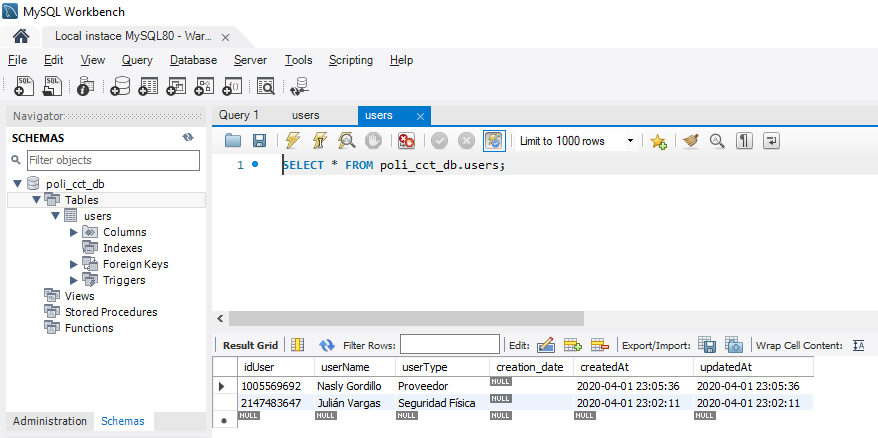 MySQL Workbench
Local instace MySQL80 - War...
File Edit View Query Database Server Tools Scripting Help
Navigator
SCHEMAS
Filter objects
poli_cct_db
Tables
users
Columns
Indexes
Foreign Keys
Triggers
Views
Stored Procedures
Functions
Administration Schemas
Query 1 users users
Limit to 1000 rows
1 SELECT * FROM poli_cct_db.users;
Result Grid Filter Rows: Edit: Export/Import: Wrap Cell Content: IA
idUser userName userType creation_date createdAt updatedAt
1005569692 Nasly Gordillo Proveedor NULL 2020-04-01 23:05:36 2020-04-01 23:05:36
2147483647 Julián Vargas Seguridad Física NULL 2020-04-01 23:02:11 2020-04-01 23:02:11
NULL NULL NULL NULL NULL NULL